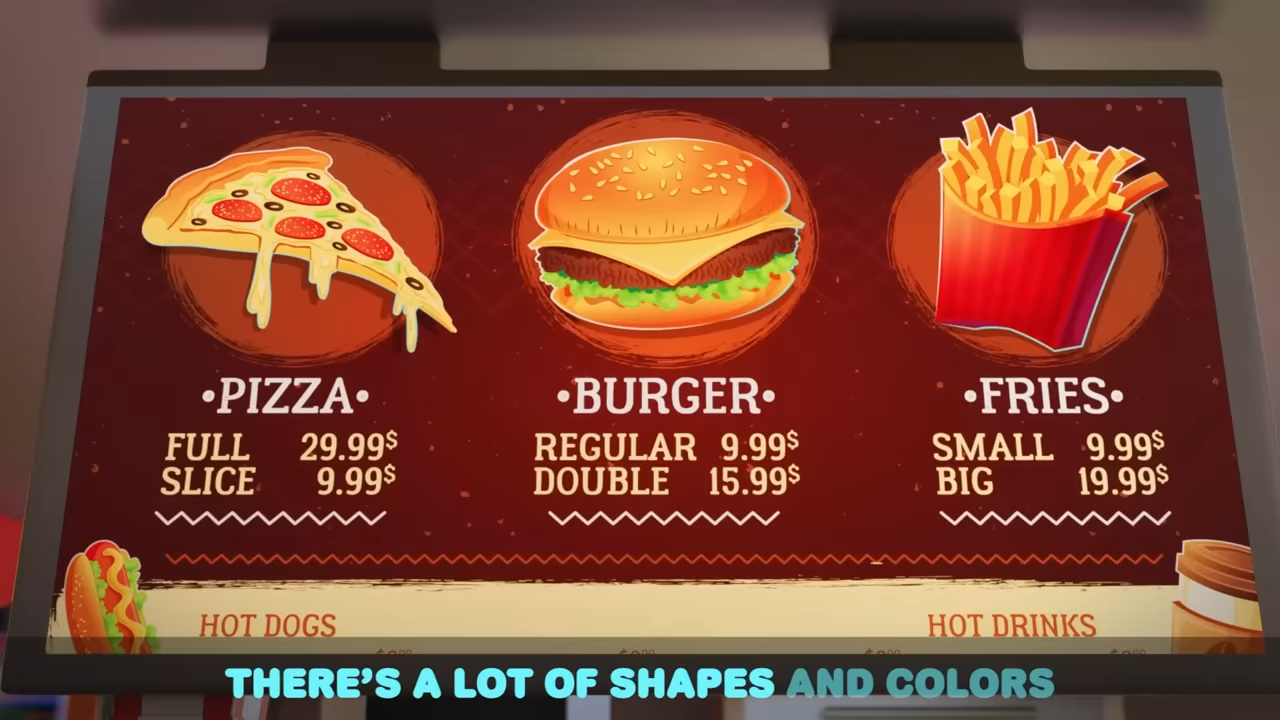 •PIZZA• •BURGER• •FRIES•
FULL 29.99$ REGULAR 9.99$ SMALL 9.99$
SLICE 9.99$ DOUBLE 15.99$ BIG 19.99$
HOT DOGS HOT DRINKS
THERE'S A LOT OF SHAPES AND COLORS